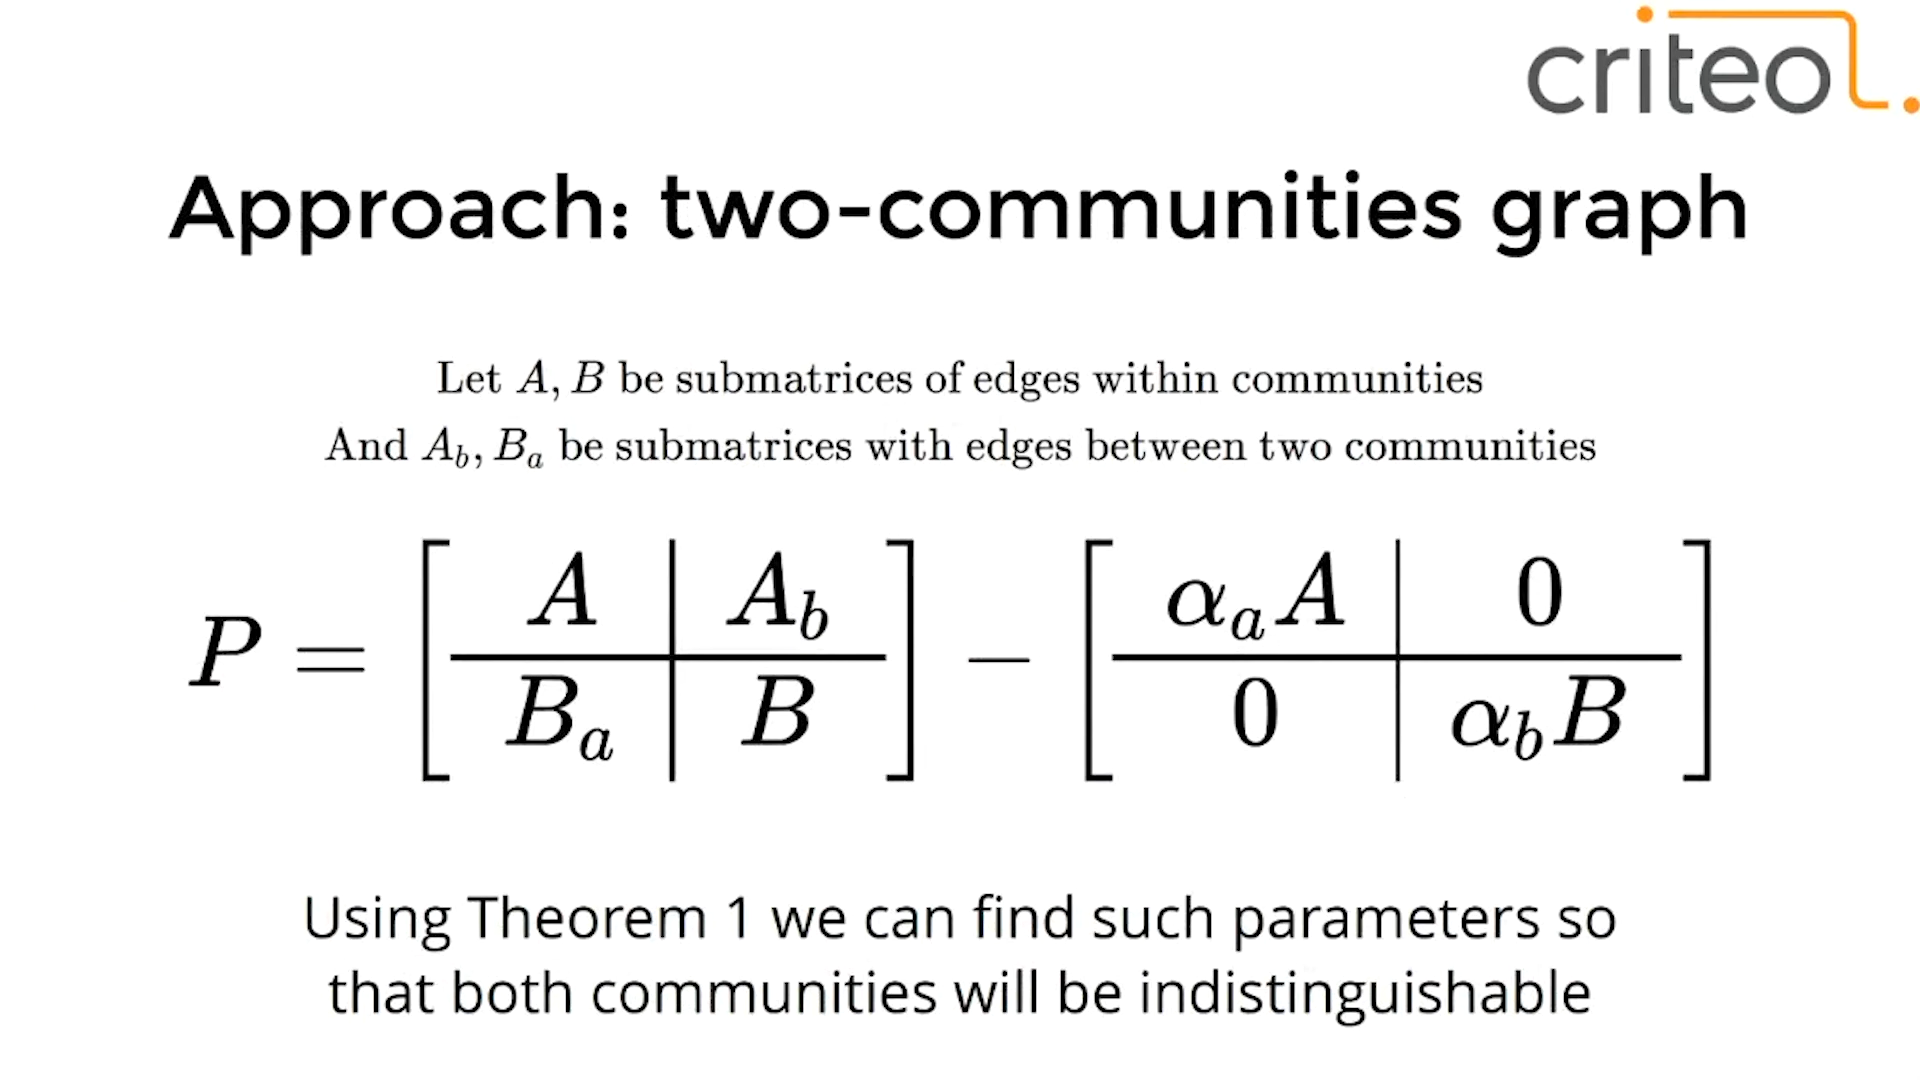 criteo
Approach: two-communities graph
Let A, B be submatrices of edges within communities
And A_b, B_a be submatrices with edges between two communities
P = [ A | A_b ; B_a | B ] − [ α_a A | 0 ; 0 | α_b B ]
Using Theorem 1 we can find such parameters so
that both communities will be indistinguishable